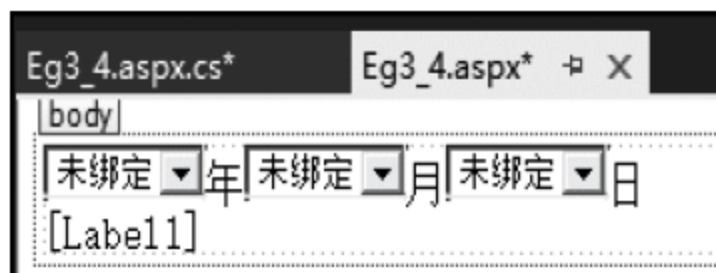 Eg3_4.aspx.cs* Eg3_4.aspx*
body
未绑定 年 未绑定 月 未绑定 日
[Label1]